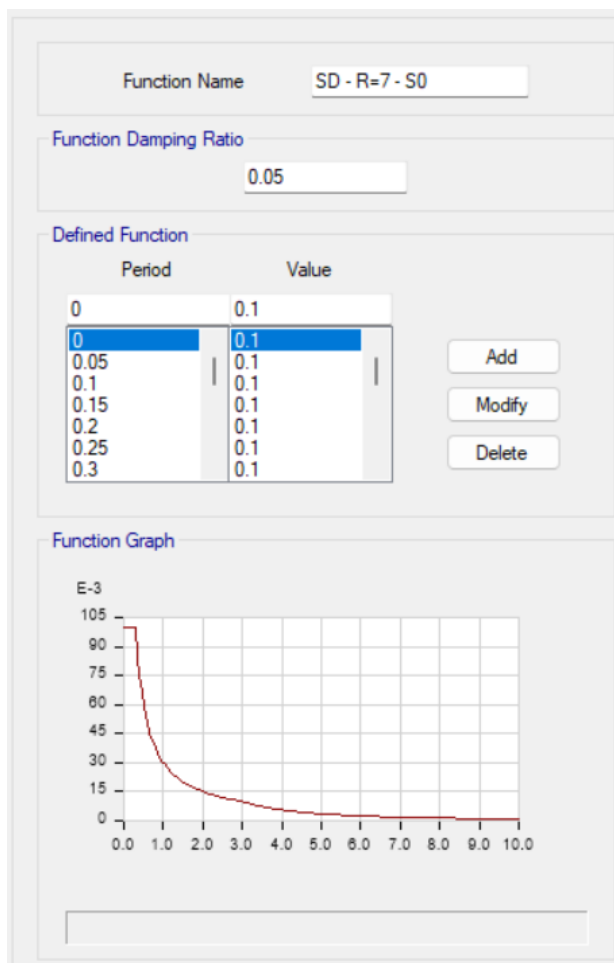 Function Name SD - R=7 - S0
Function Damping Ratio
0.05
Defined Function
Period Value
0 0.1
0 0.1
0.05 0.1
0.1 0.1
0.15 0.1
0.2 0.1
0.25 0.1
0.3 0.1
Add
Modify
Delete
Function Graph
E-3
105
90
75
60
45
30
15
0
0.0 1.0 2.0 3.0 4.0 5.0 6.0 7.0 8.0 9.0 10.0